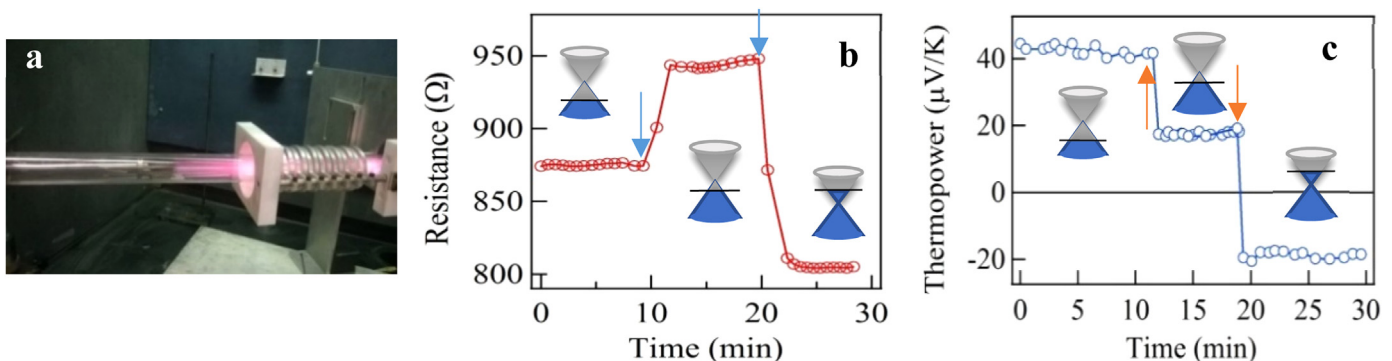 a
b
Resistance (Ω)
950
900
850
800
0 10 20 30
Time (min)
c
Thermopower (μV/K)
40
20
0
-20
0 5 10 15 20 25 30
Time (min)